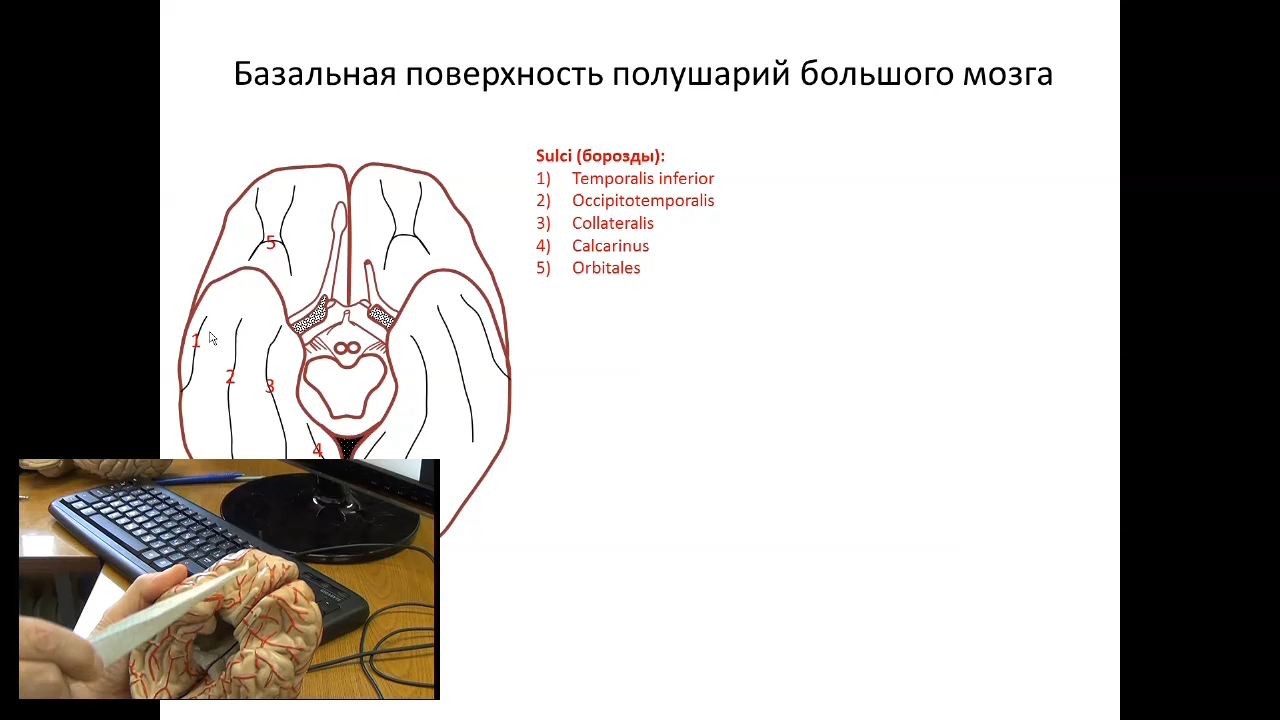 Базальная поверхность полушарий большого мозга
Sulci (борозды):
1) Temporalis inferior
2) Occipitotemporalis
3) Collateralis
4) Calcarinus
5) Orbitales
5
1
2
3
4